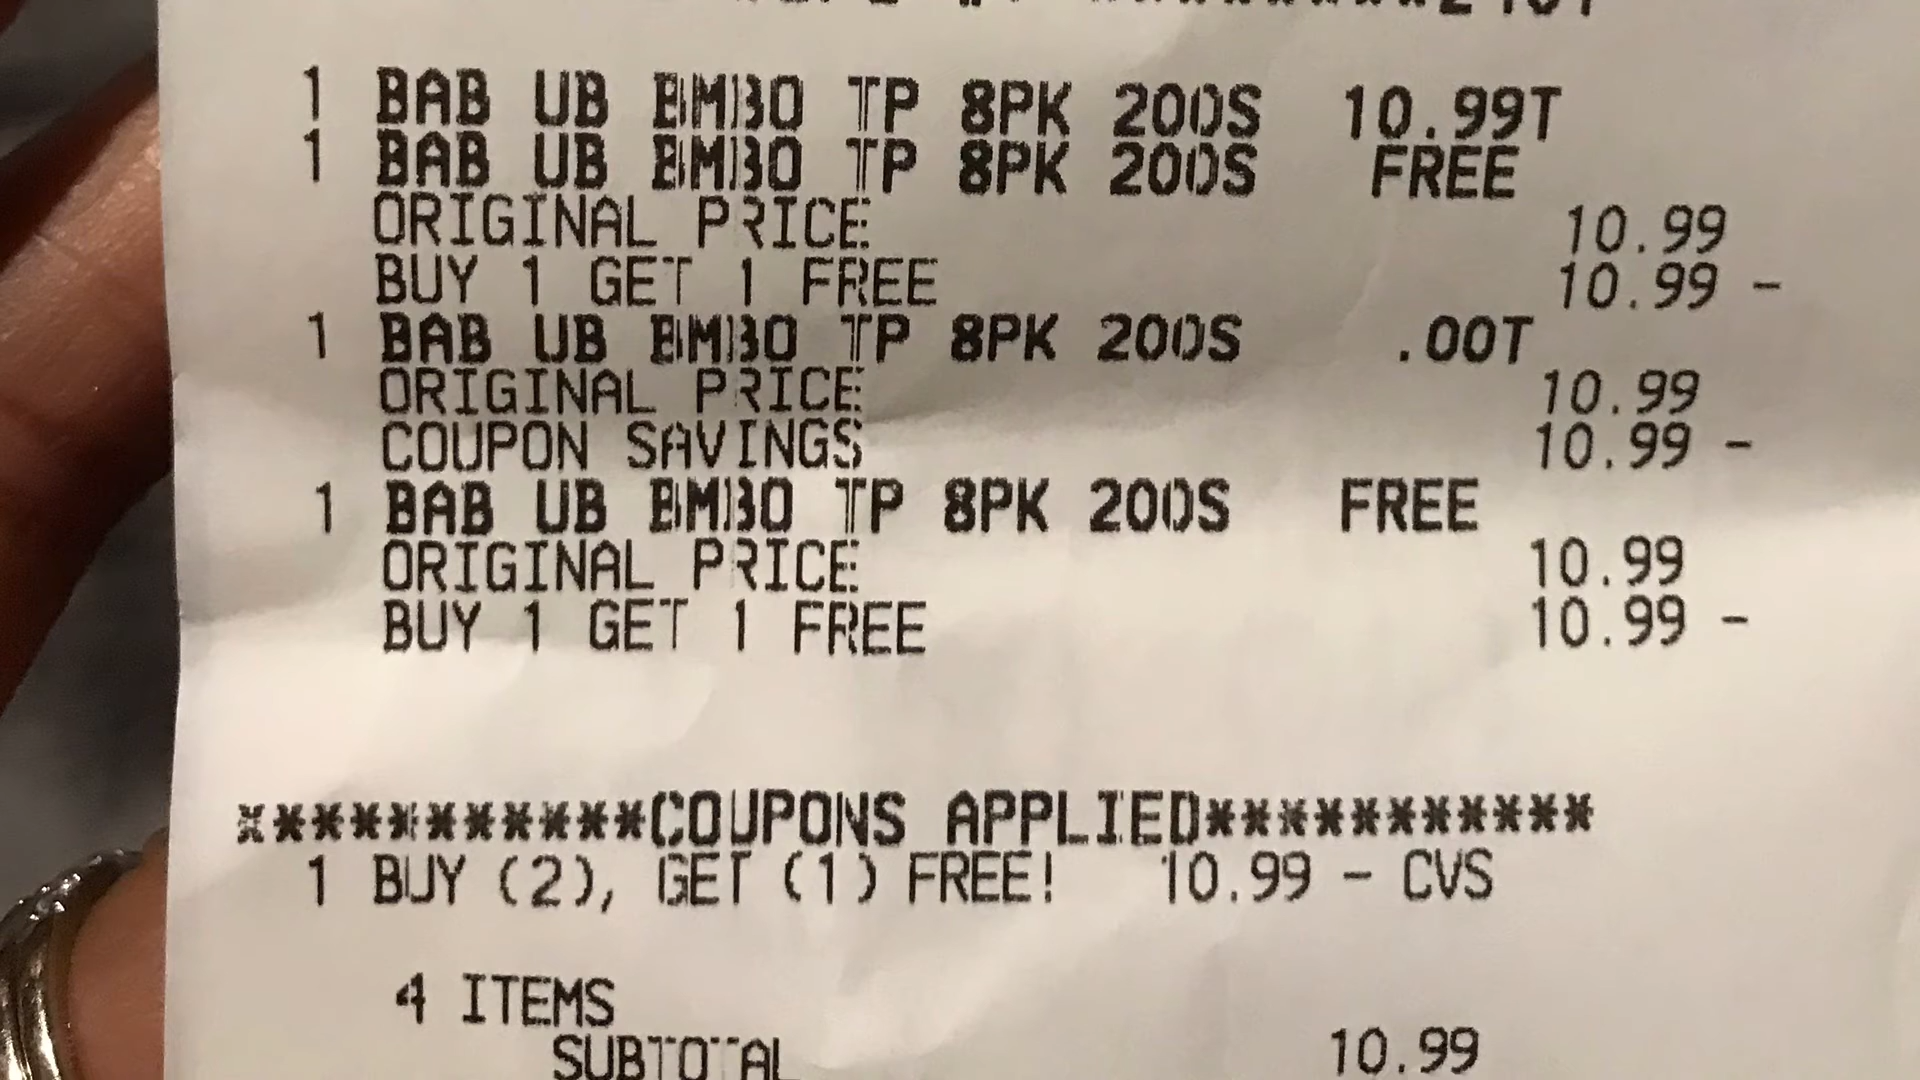 1 BAB UB BMBO TP 8PK 200S 10.99T
1 BAB UB BMBO TP 8PK 200S FREE
ORIGINAL PRICE 10.99
BUY 1 GET 1 FREE 10.99 -
1 BAB UB BMBO TP 8PK 200S .00T
ORIGINAL PRICE 10.99
COUPON SAVINGS 10.99 -
1 BAB UB BMBO TP 8PK 200S FREE
ORIGINAL PRICE 10.99
BUY 1 GET 1 FREE 10.99 -
***********COUPONS APPLIED***********
1 BUY (2), GET (1) FREE! 10.99 - CVS
4 ITEMS
SUBTOTAL 10.99